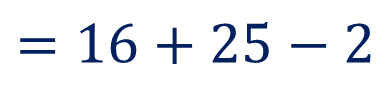 = 16 + 25 − 2